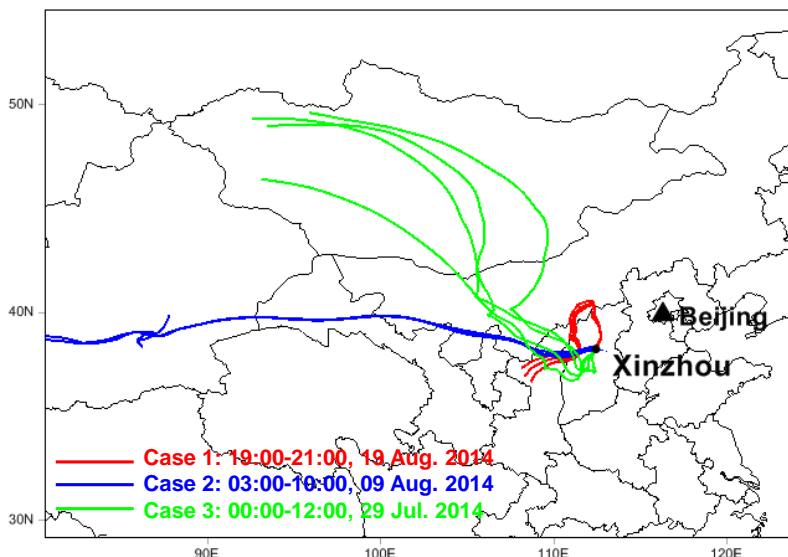 50N
40N
Beijing
Xinzhou
Case 1: 19:00-21:00, 19 Aug. 2014
Case 2: 03:00-10:00, 09 Aug. 2014
Case 3: 00:00-12:00, 29 Jul. 2014
30N
90E 100E 110E 120E